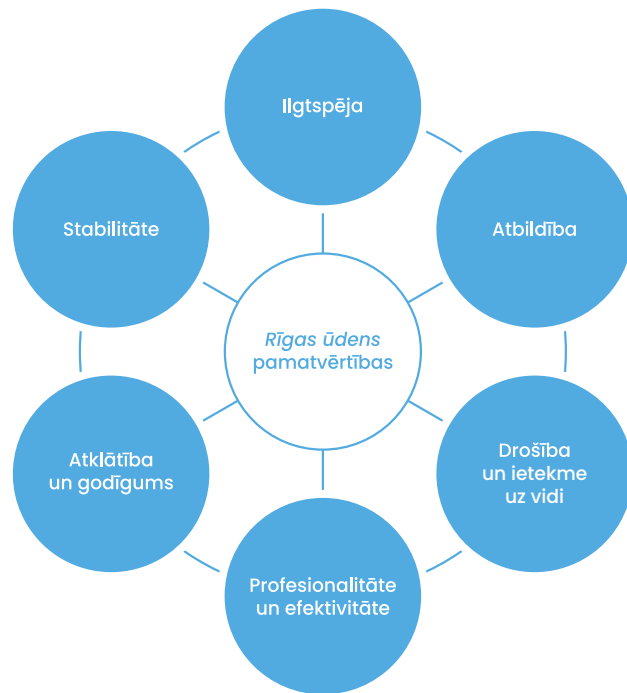 Ilgtspēja
Stabilitāte
Atbildība
Rīgas ūdens
pamatvērtības
Atklātība
un godīgums
Drošība
un ietekme
uz vidi
Profesionalitāte
un efektivitāte